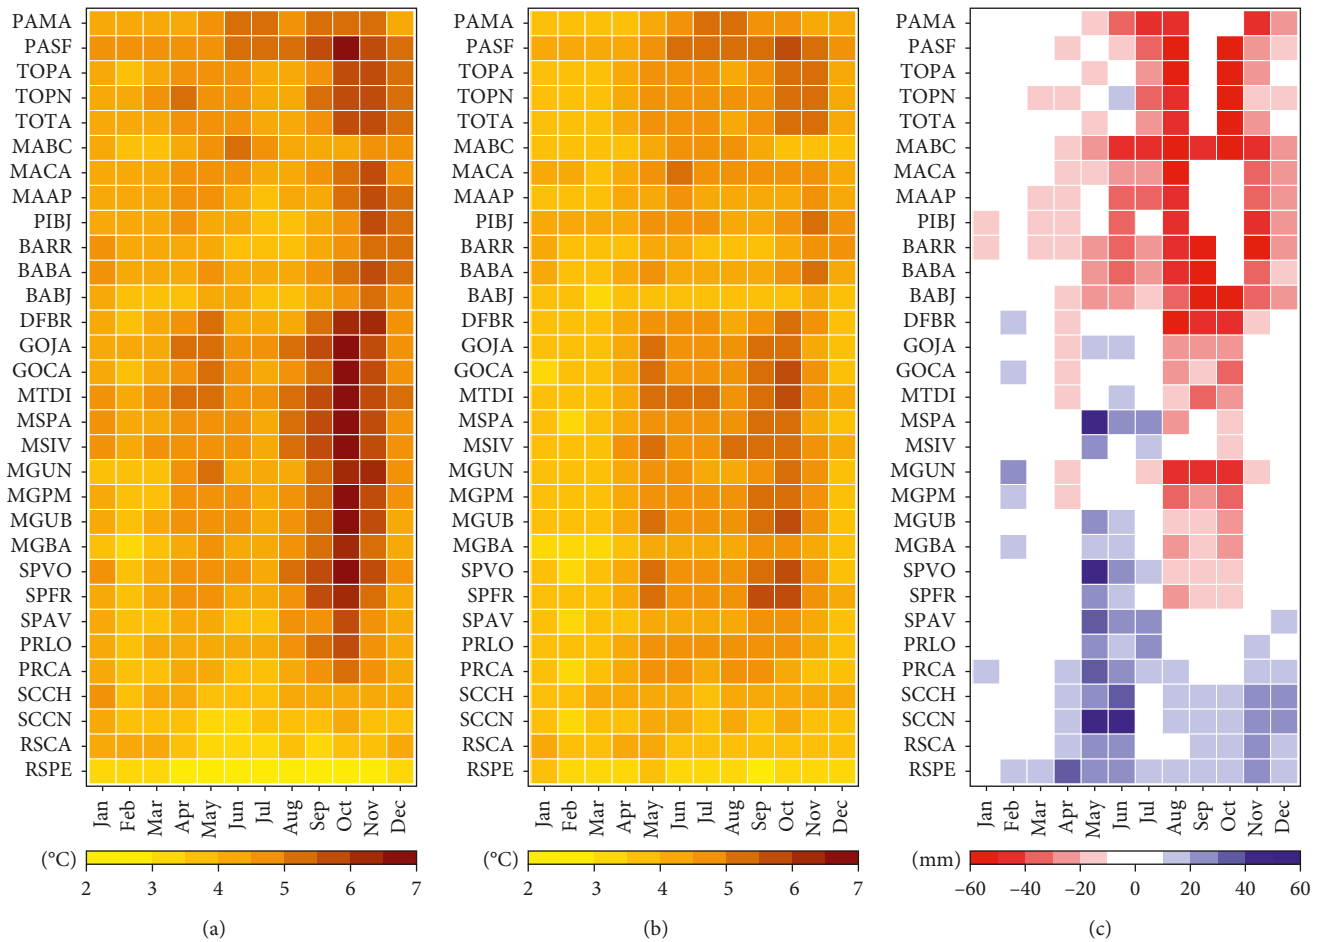 PAMA
PASF
TOPA
TOPN
TOTA
MABC
MACA
MAAP
PIBJ
BARR
BABA
BABJ
DFBR
GOJA
GOCA
MTDI
MSPA
MSIV
MGUN
MGPM
MGUB
MGBA
SPVO
SPFR
SPAV
PRLO
PRCA
SCCH
SCCN
RSCA
RSPE
Jan Feb Mar Apr May Jun Jul Aug Sep Oct Nov Dec
(°C)
2 3 4 5 6 7
(a)
PAMA
PASF
TOPA
TOPN
TOTA
MABC
MACA
MAAP
PIBJ
BARR
BABA
BABJ
DFBR
GOJA
GOCA
MTDI
MSPA
MSIV
MGUN
MGPM
MGUB
MGBA
SPVO
SPFR
SPAV
PRLO
PRCA
SCCH
SCCN
RSCA
RSPE
Jan Feb Mar Apr May Jun Jul Aug Sep Oct Nov Dec
(°C)
2 3 4 5 6 7
(b)
PAMA
PASF
TOPA
TOPN
TOTA
MABC
MACA
MAAP
PIBJ
BARR
BABA
BABJ
DFBR
GOJA
GOCA
MTDI
MSPA
MSIV
MGUN
MGPM
MGUB
MGBA
SPVO
SPFR
SPAV
PRLO
PRCA
SCCH
SCCN
RSCA
RSPE
Jan Feb Mar Apr May Jun Jul Aug Sep Oct Nov Dec
(mm)
–60 –40 –20 0 20 40 60
(c)